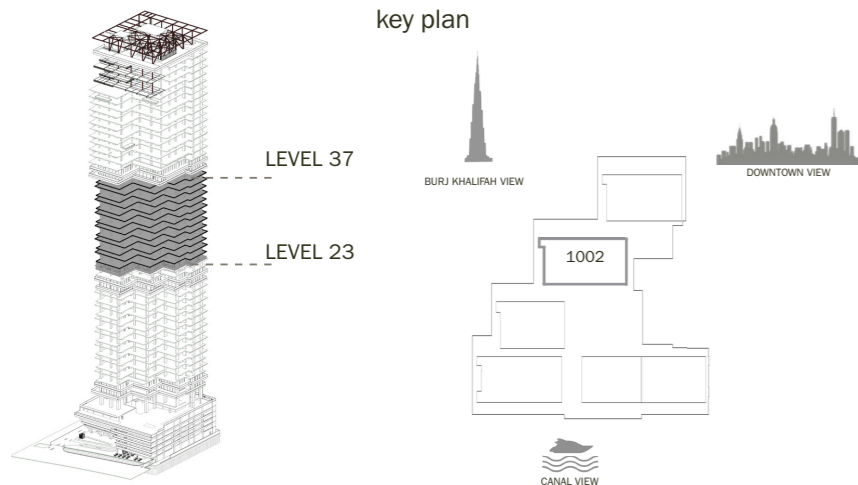 key plan
LEVEL 37
LEVEL 23
BURJ KHALIFAH VIEW
DOWNTOWN VIEW
1002
CANAL VIEW